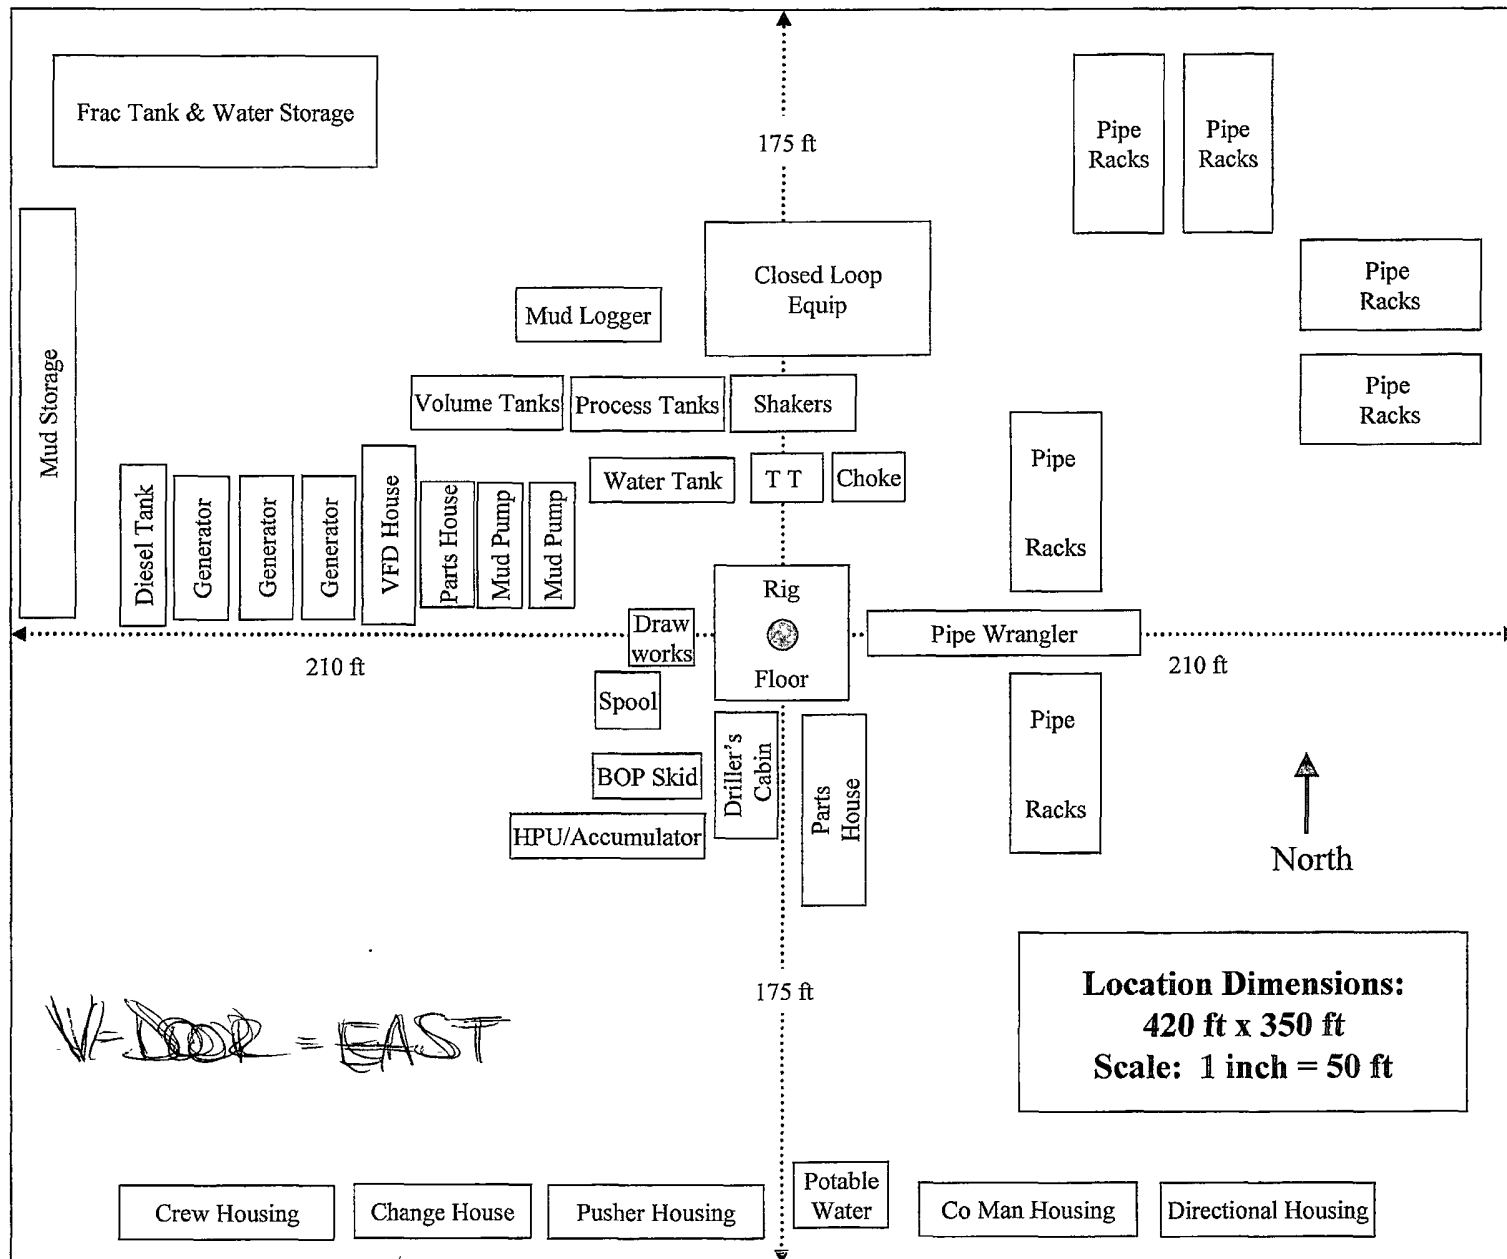 Frac Tank & Water Storage
175 ft
Pipe
Racks
Pipe
Racks
Closed Loop
Equip
Pipe
Racks
Mud Logger
Mud Storage
Volume Tanks
Process Tanks
Shakers
Pipe
Racks
Water Tank
T T
Choke
Pipe
Racks
Diesel Tank
Generator
Generator
Generator
VFD House
Parts House
Mud Pump
Mud Pump
Rig
Floor
Draw
works
Pipe Wrangler
210 ft
210 ft
Spool
Pipe
Racks
BOP Skid
Driller's
Cabin
Parts
House
HPU/Accumulator
North
Location Dimensions:
420 ft x 350 ft
Scale: 1 inch = 50 ft
175 ft
V-DOOR = EAST
Crew Housing
Change House
Pusher Housing
Potable
Water
Co Man Housing
Directional Housing